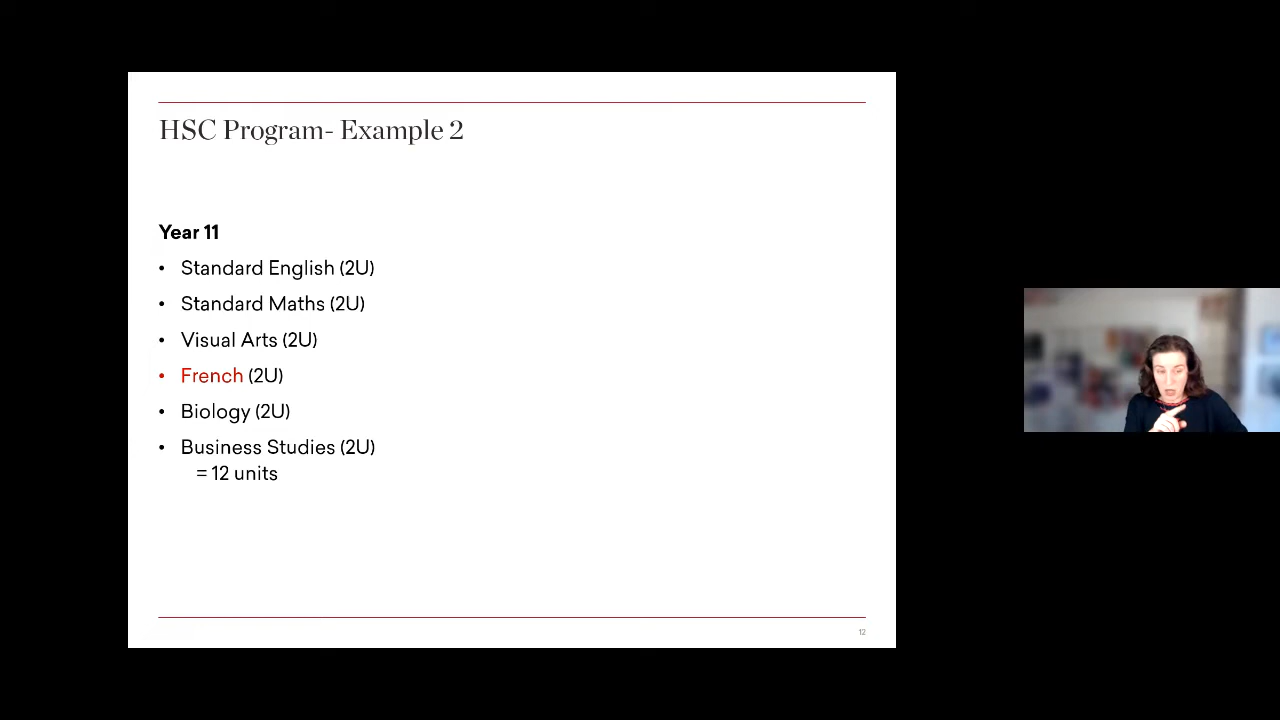 HSC Program- Example 2
Year 11
• Standard English (2U)
• Standard Maths (2U)
• Visual Arts (2U)
• French (2U)
• Biology (2U)
• Business Studies (2U)
= 12 units
12